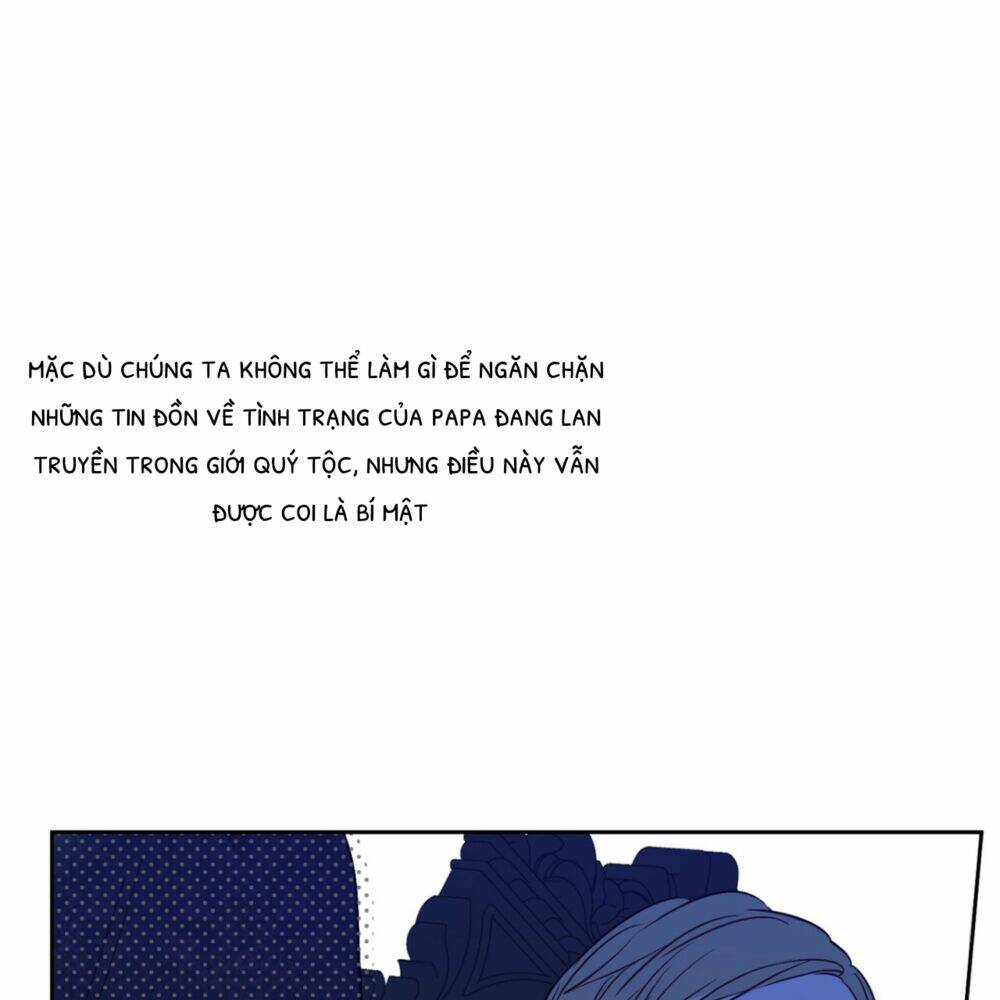 MẶC DÙ CHÚNG TA KHÔNG THỂ LÀM GÌ ĐỂ NGĂN CHẶN
NHỮNG TIN ĐỒN VỀ TÌNH TRẠNG CỦA PAPA ĐANG LAN
TRUYỀN TRONG GIỚI QUÝ TỘC, NHƯNG ĐIỀU NÀY VẪN
ĐƯỢC COI LÀ BÍ MẬT